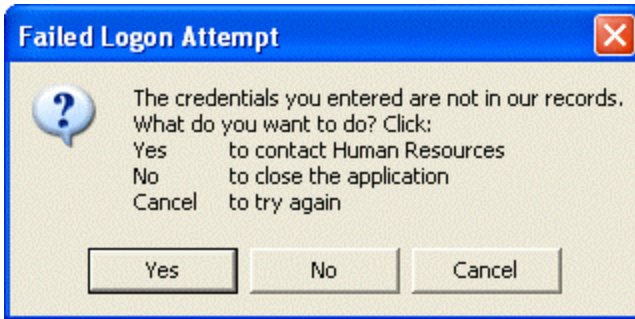 Failed Logon Attempt
The credentials you entered are not in our records.
What do you want to do? Click:
Yes to contact Human Resources
No to close the application
Cancel to try again
Yes No Cancel